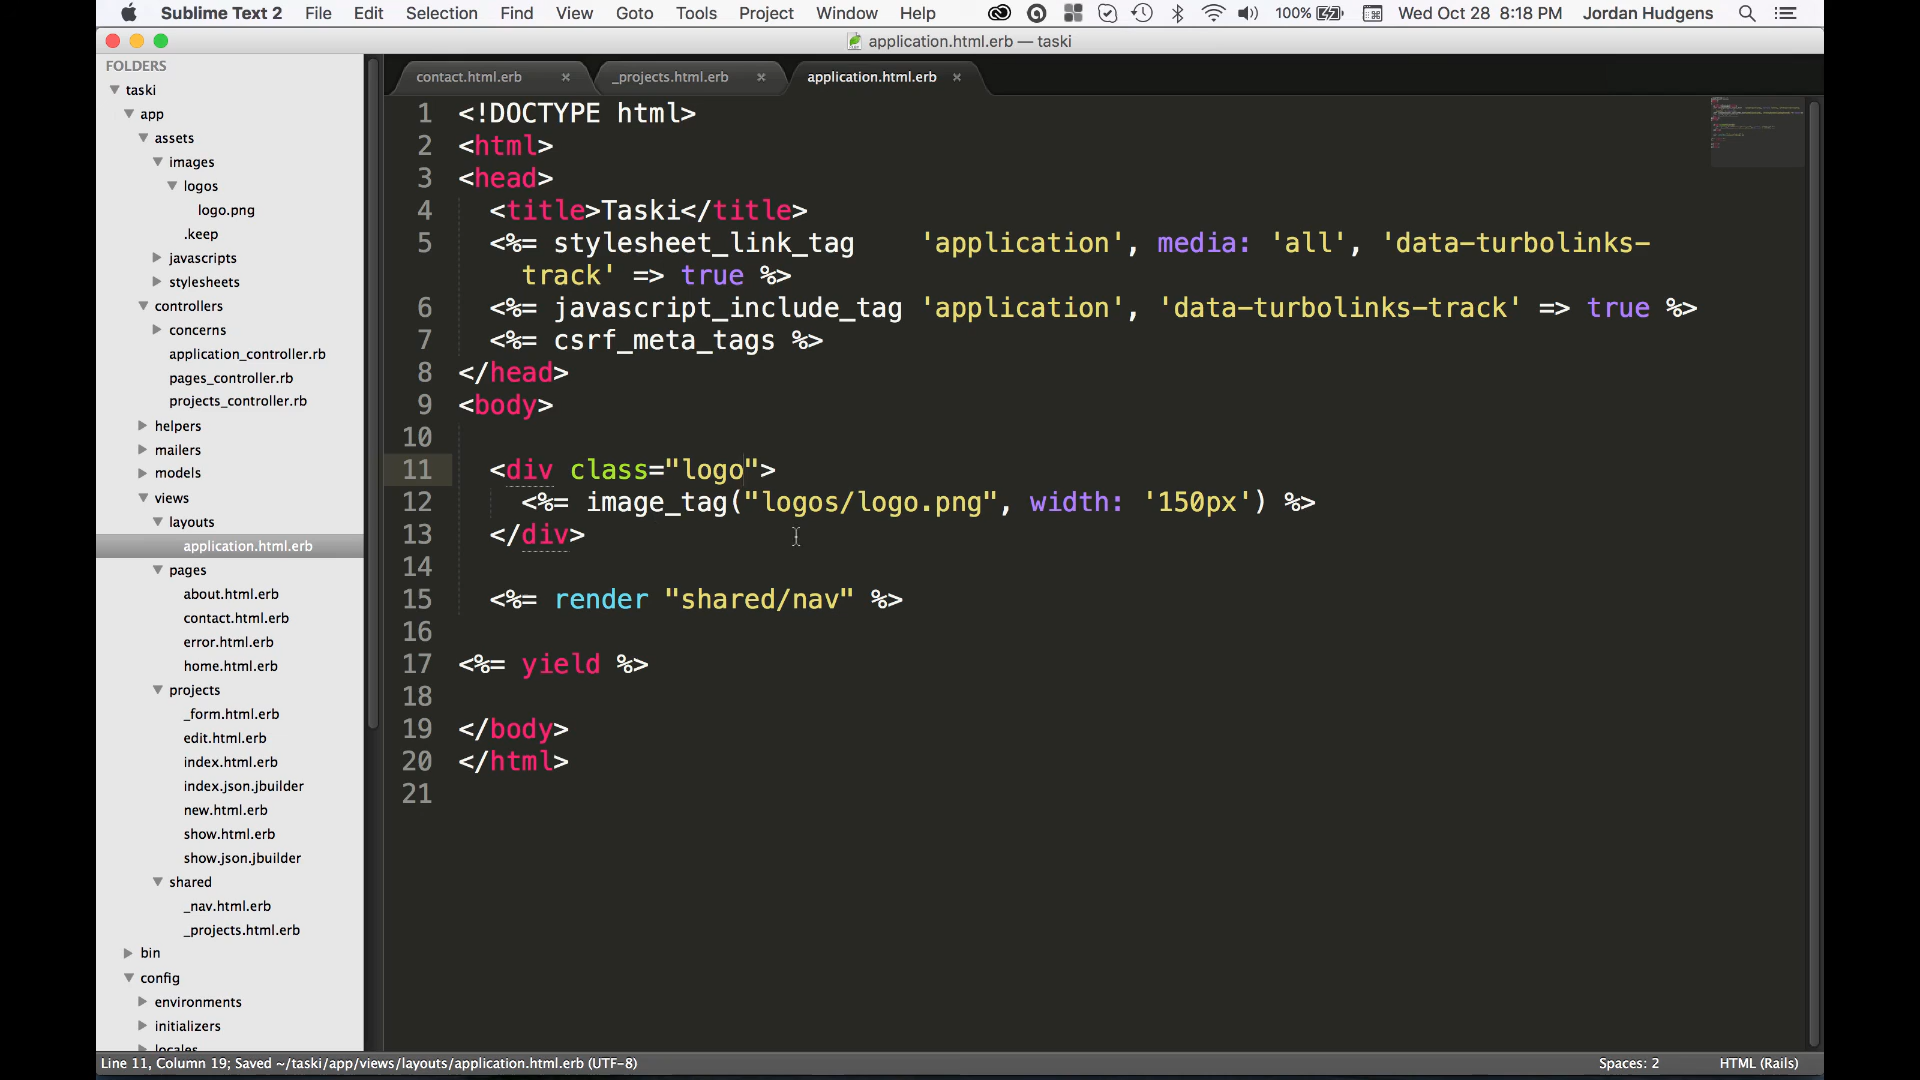 Sublime Text 2 File Edit Selection Find View Goto Tools Project Window Help 100% Wed Oct 28 8:18 PM Jordan Hudgens
application.html.erb — taski
FOLDERS
taski
app
assets
images
logos
logo.png
.keep
javascripts
stylesheets
controllers
concerns
application_controller.rb
pages_controller.rb
projects_controller.rb
helpers
mailers
models
views
layouts
application.html.erb
pages
about.html.erb
contact.html.erb
error.html.erb
home.html.erb
projects
_form.html.erb
edit.html.erb
index.html.erb
index.json.jbuilder
new.html.erb
show.html.erb
show.json.jbuilder
shared
_nav.html.erb
_projects.html.erb
bin
config
environments
initializers
locales
contact.html.erb × _projects.html.erb × application.html.erb ×
1 <!DOCTYPE html>
2 <html>
3 <head>
4 <title>Taski</title>
5 <%= stylesheet_link_tag 'application', media: 'all', 'data-turbolinks-
track' => true %>
6 <%= javascript_include_tag 'application', 'data-turbolinks-track' => true %>
7 <%= csrf_meta_tags %>
8 </head>
9 <body>
10
11 <div class="logo">
12 <%= image_tag("logos/logo.png", width: '150px') %>
13 </div>
14
15 <%= render "shared/nav" %>
16
17 <%= yield %>
18
19 </body>
20 </html>
21
Line 11, Column 19; Saved ~/taski/app/views/layouts/application.html.erb (UTF-8) Spaces: 2 HTML (Rails)